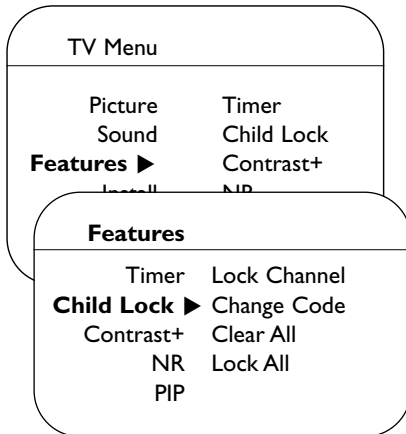 TV Menu
Picture Timer
Sound Child Lock
Features ▶ Contrast+
Install NR
Features
Timer Lock Channel
Child Lock ▶ Change Code
Contrast+ Clear All
NR Lock All
PIP